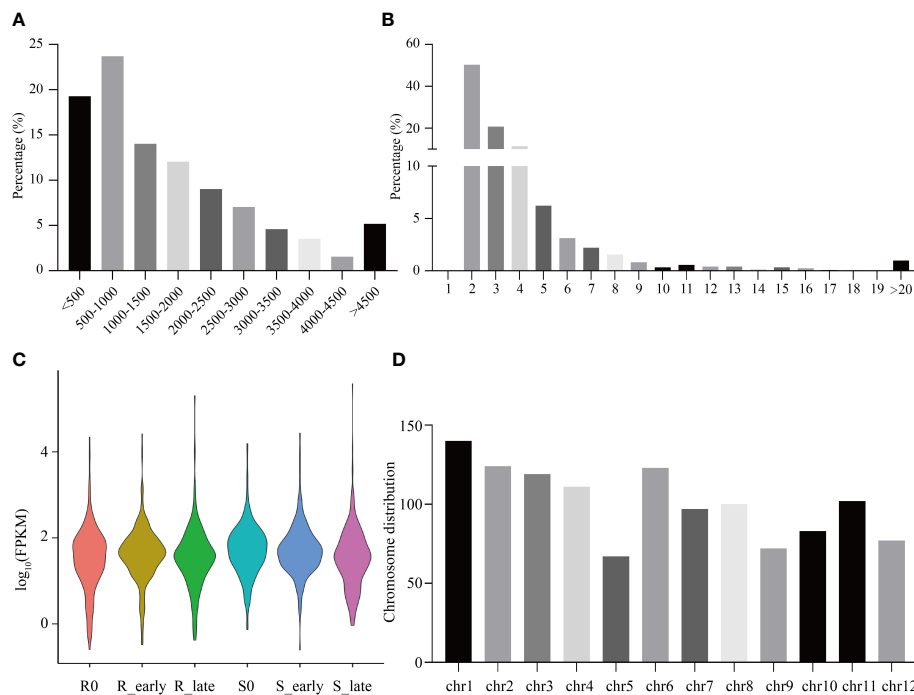 A
Percentage (%)
25
20
15
10
5
0
<500
500-1000
1000-1500
1500-2000
2000-2500
2500-3000
3000-3500
3500-4000
4000-4500
>4500
B
Percentage (%)
60
40
20
10
5
0
1 2 3 4 5 6 7 8 9 10 11 12 13 14 15 16 17 18 19 >20
C
log₁₀(FPKM)
4
2
0
R0 R_early R_late S0 S_early S_late
D
Chromosome distribution
150
100
50
0
chr1 chr2 chr3 chr4 chr5 chr6 chr7 chr8 chr9 chr10 chr11 chr12